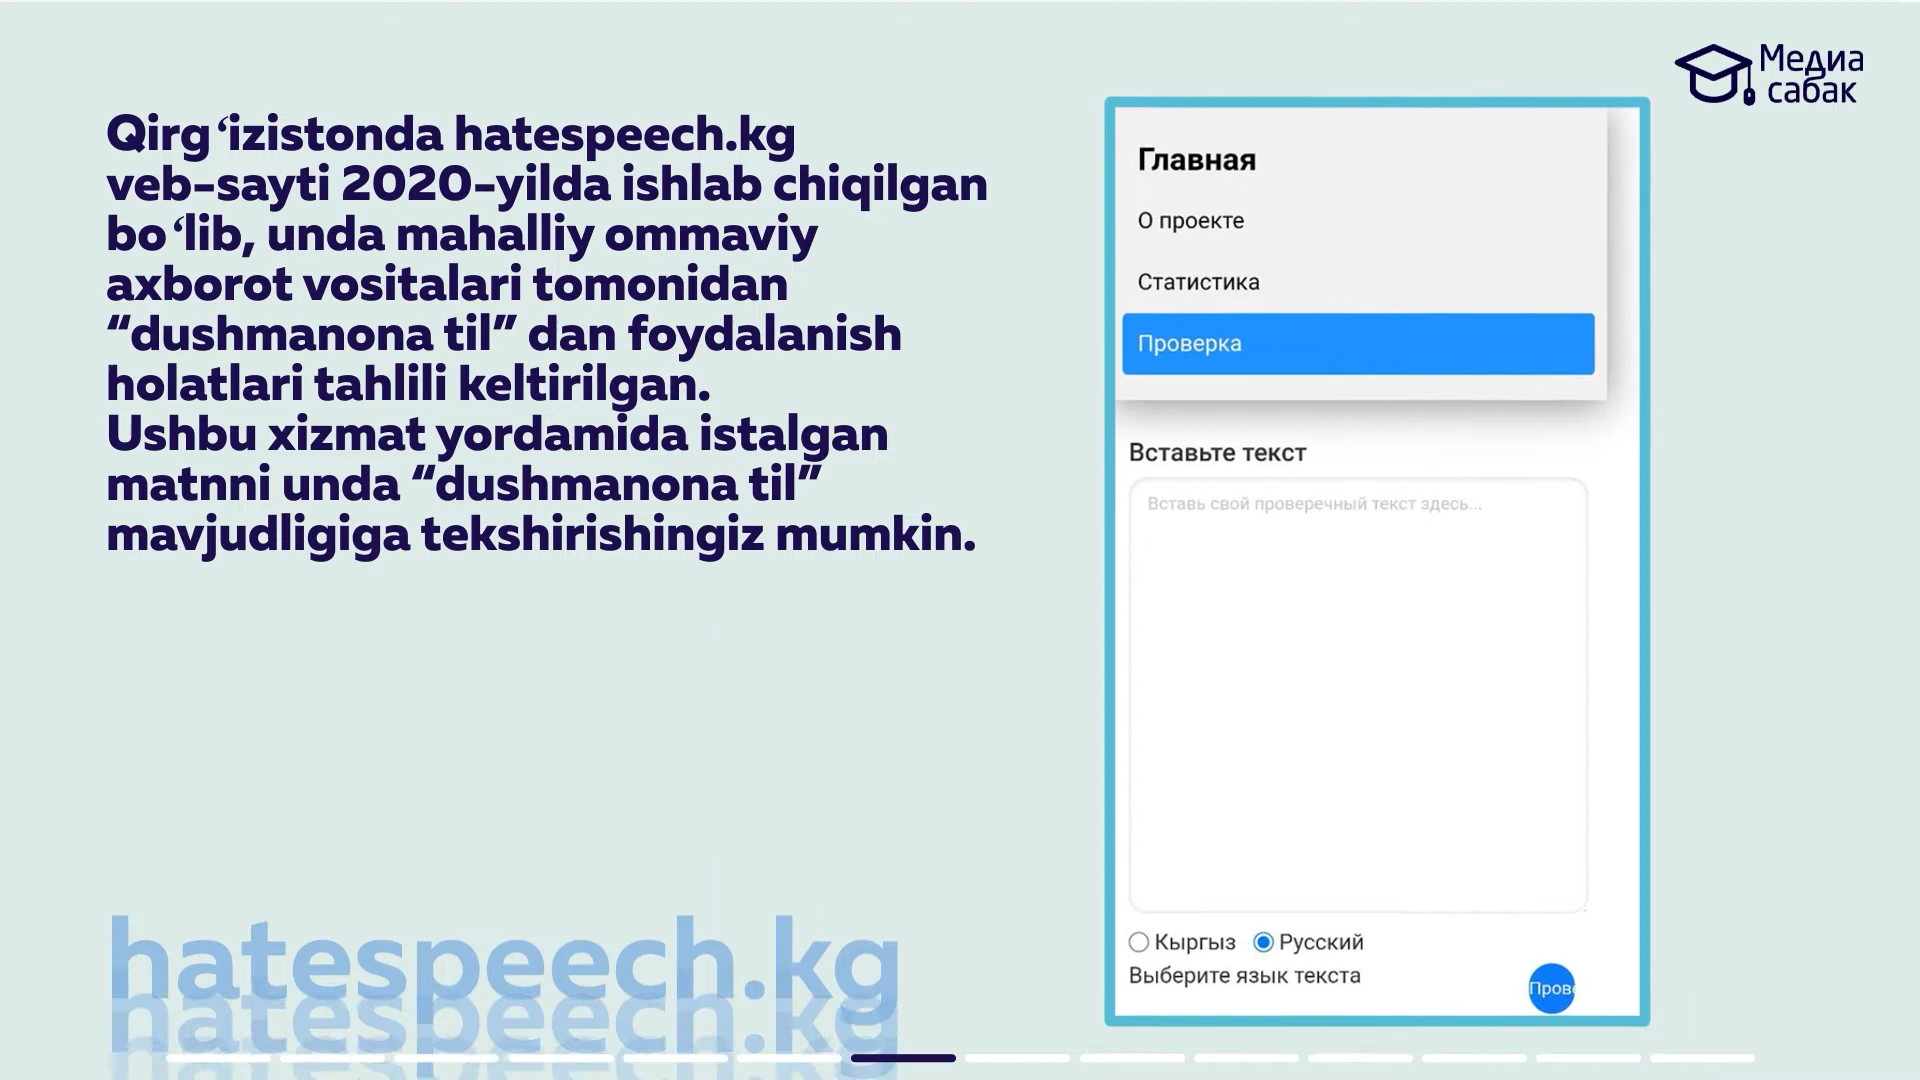 Медиа
сабак
Qirg‘izistonda hatespeech.kg
veb-sayti 2020-yilda ishlab chiqilgan
bo‘lib, unda mahalliy ommaviy
axborot vositalari tomonidan
“dushmanona til” dan foydalanish
holatlari tahlili keltirilgan.
Ushbu xizmat yordamida istalgan
matnni unda “dushmanona til”
mavjudligiga tekshirishingiz mumkin.
hatespeech.kg
hatespeech.kg
Главная
О проекте
Статистика
Проверка
Вставьте текст
Вставь свой проверечный текст здесь...
Кыргыз Русский
Выберите язык текста